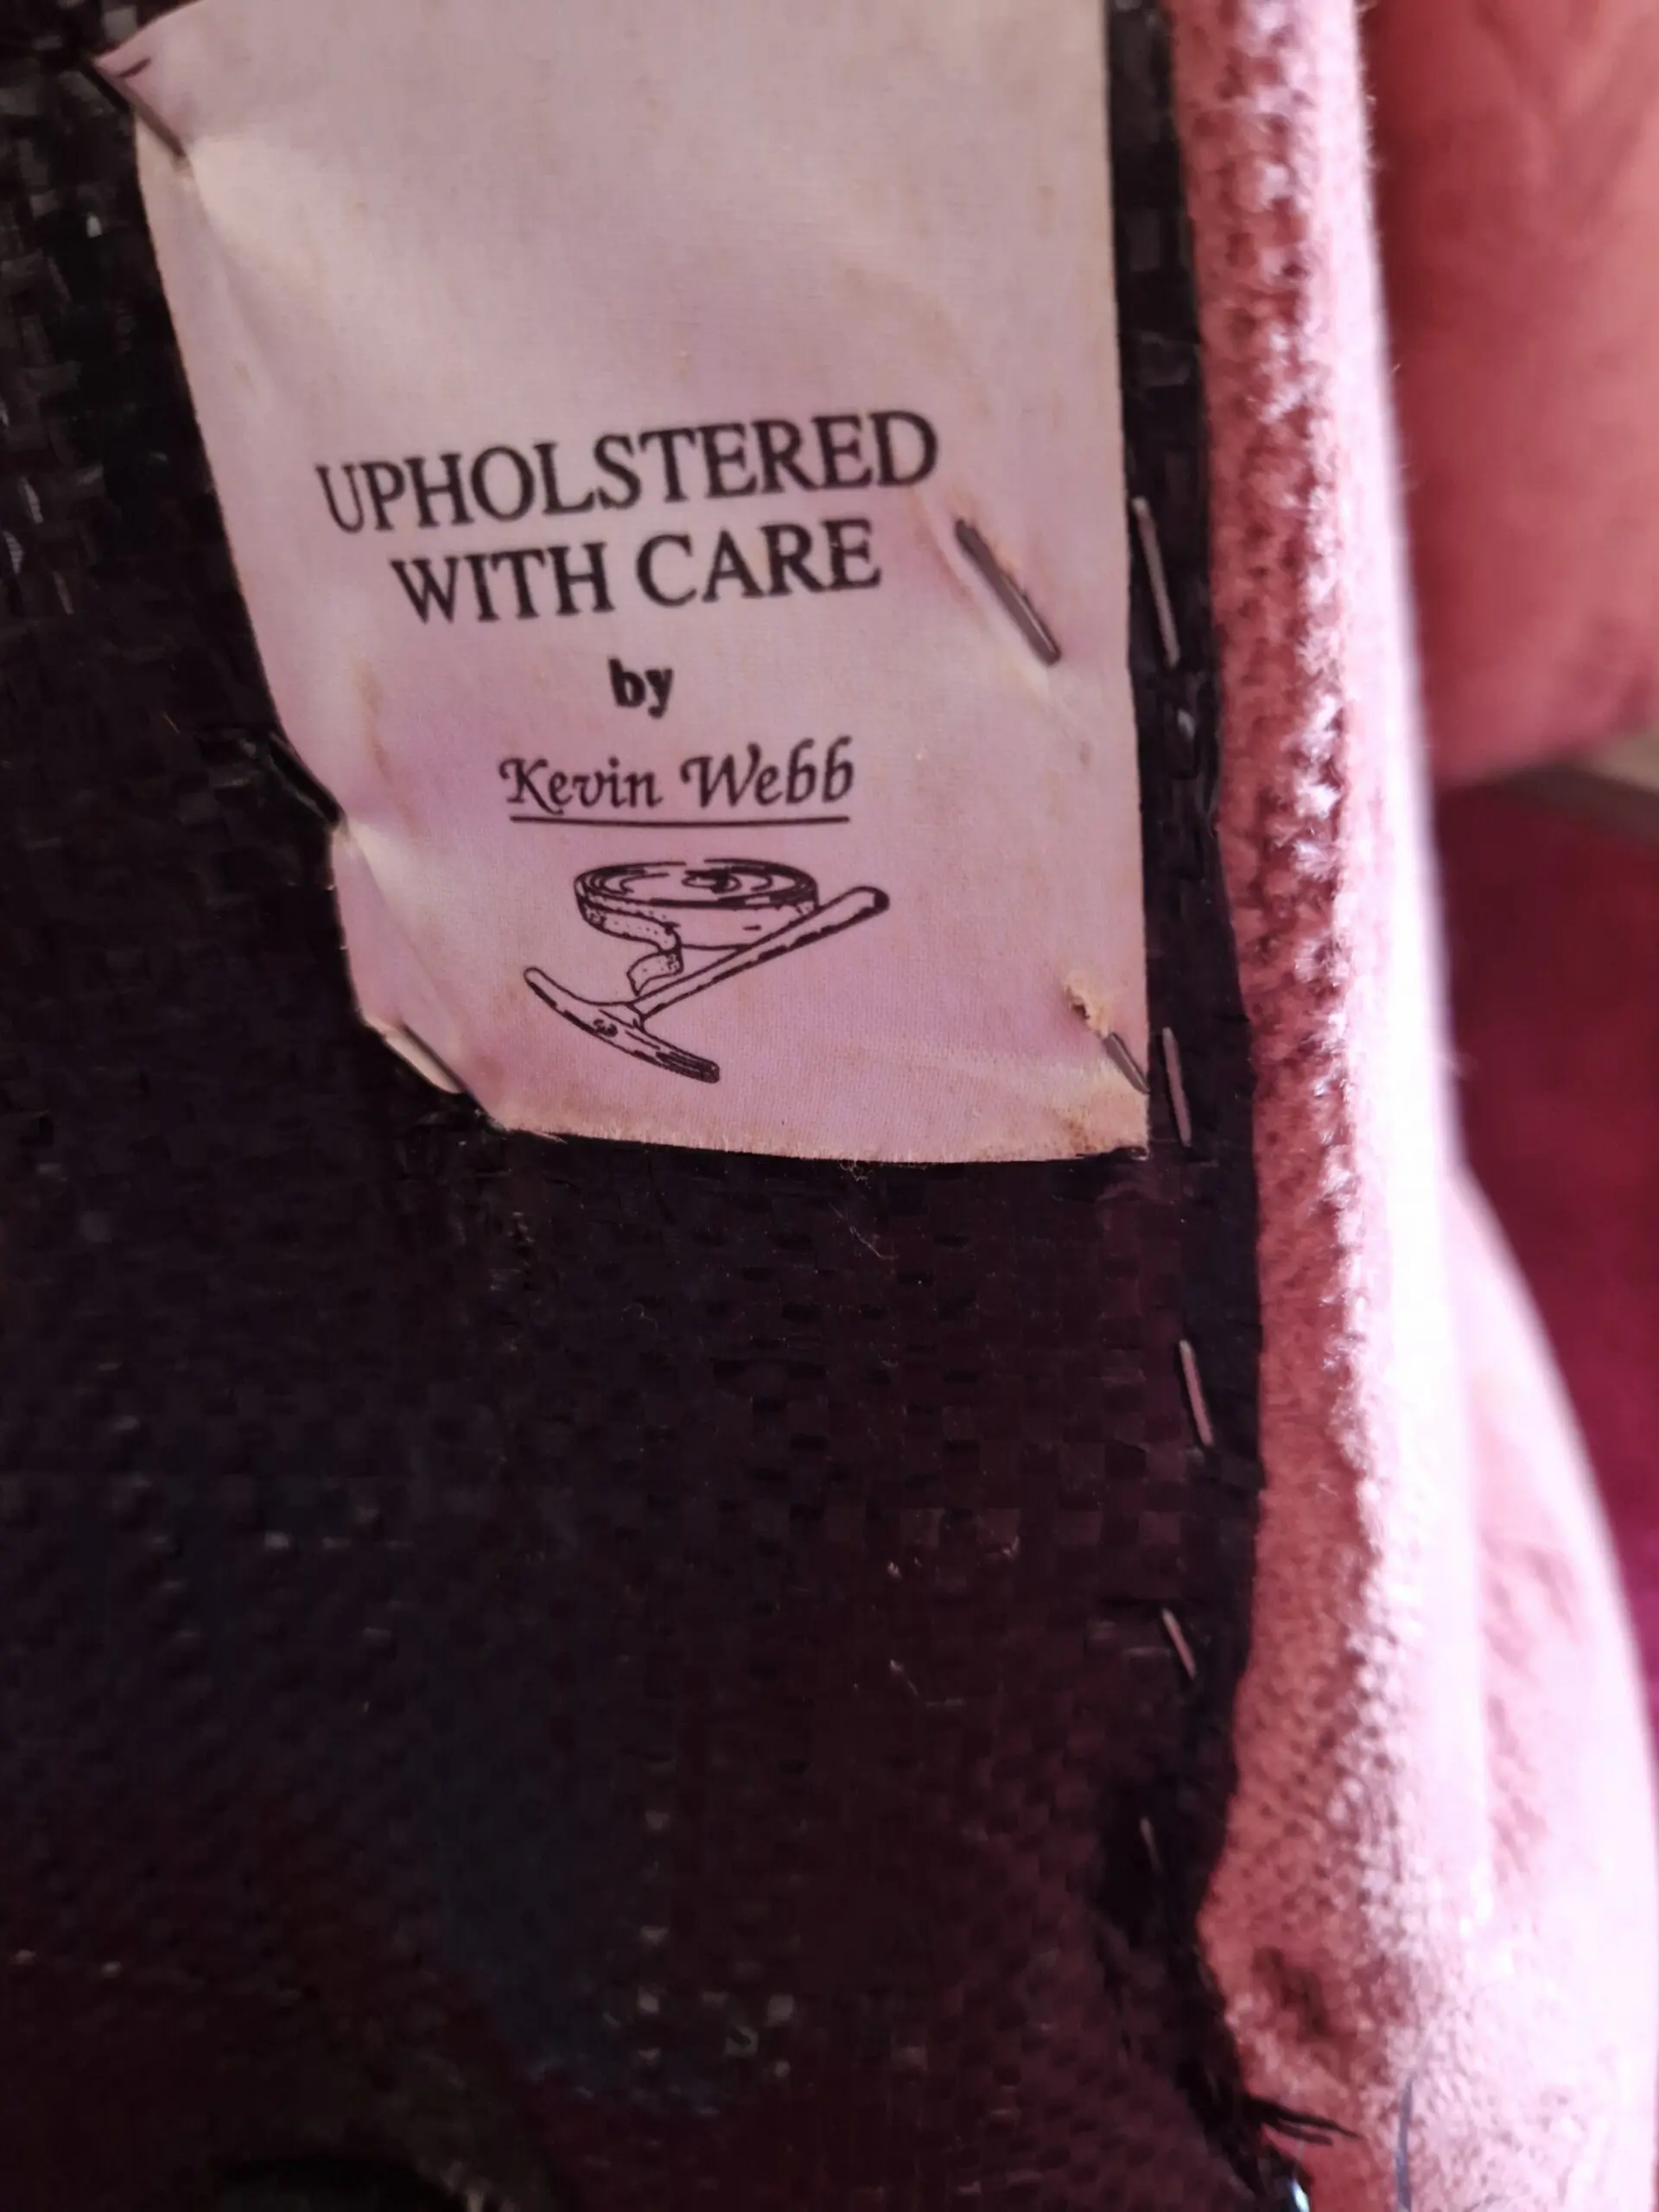 UPHOLSTERED
WITH CARE
by
Kevin Webb